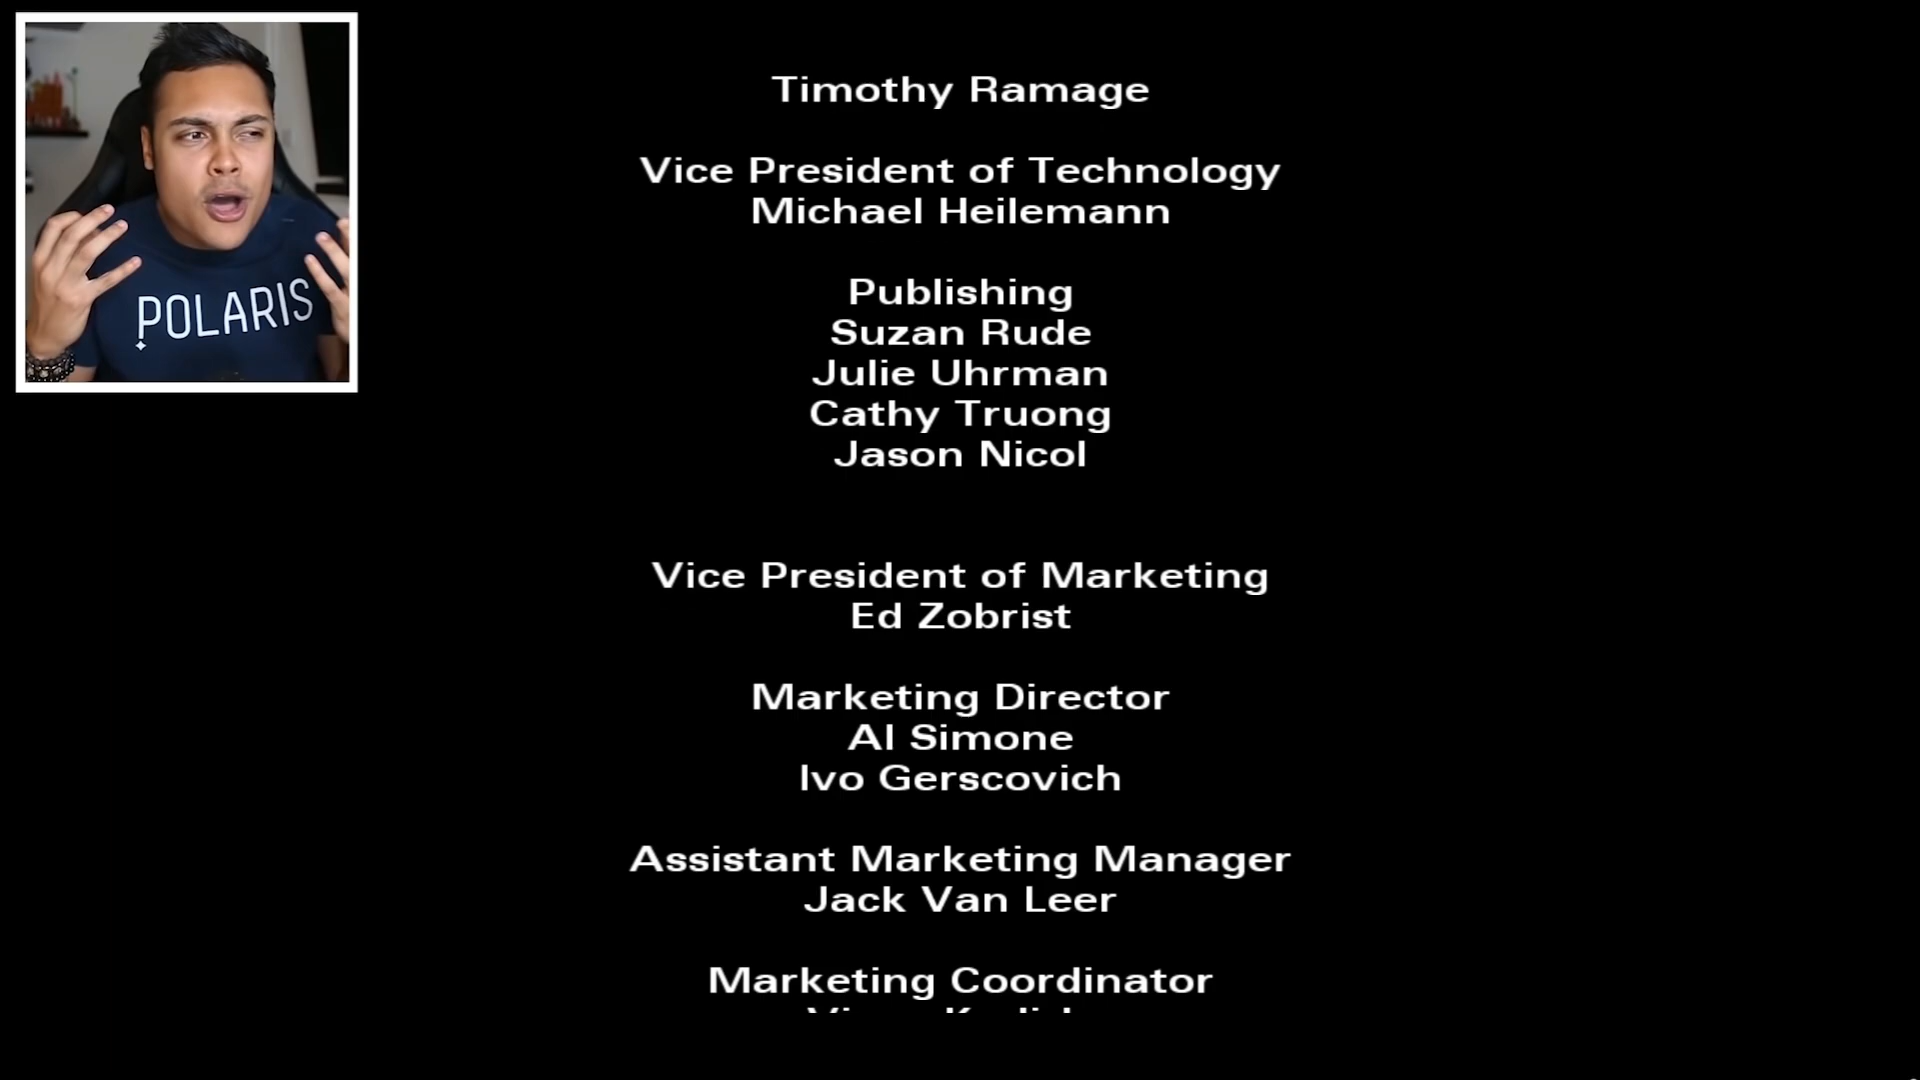 POLARIS
Timothy Ramage
Vice President of Technology
Michael Heilemann
Publishing
Suzan Rude
Julie Uhrman
Cathy Truong
Jason Nicol
Vice President of Marketing
Ed Zobrist
Marketing Director
Al Simone
Ivo Gerscovich
Assistant Marketing Manager
Jack Van Leer
Marketing Coordinator